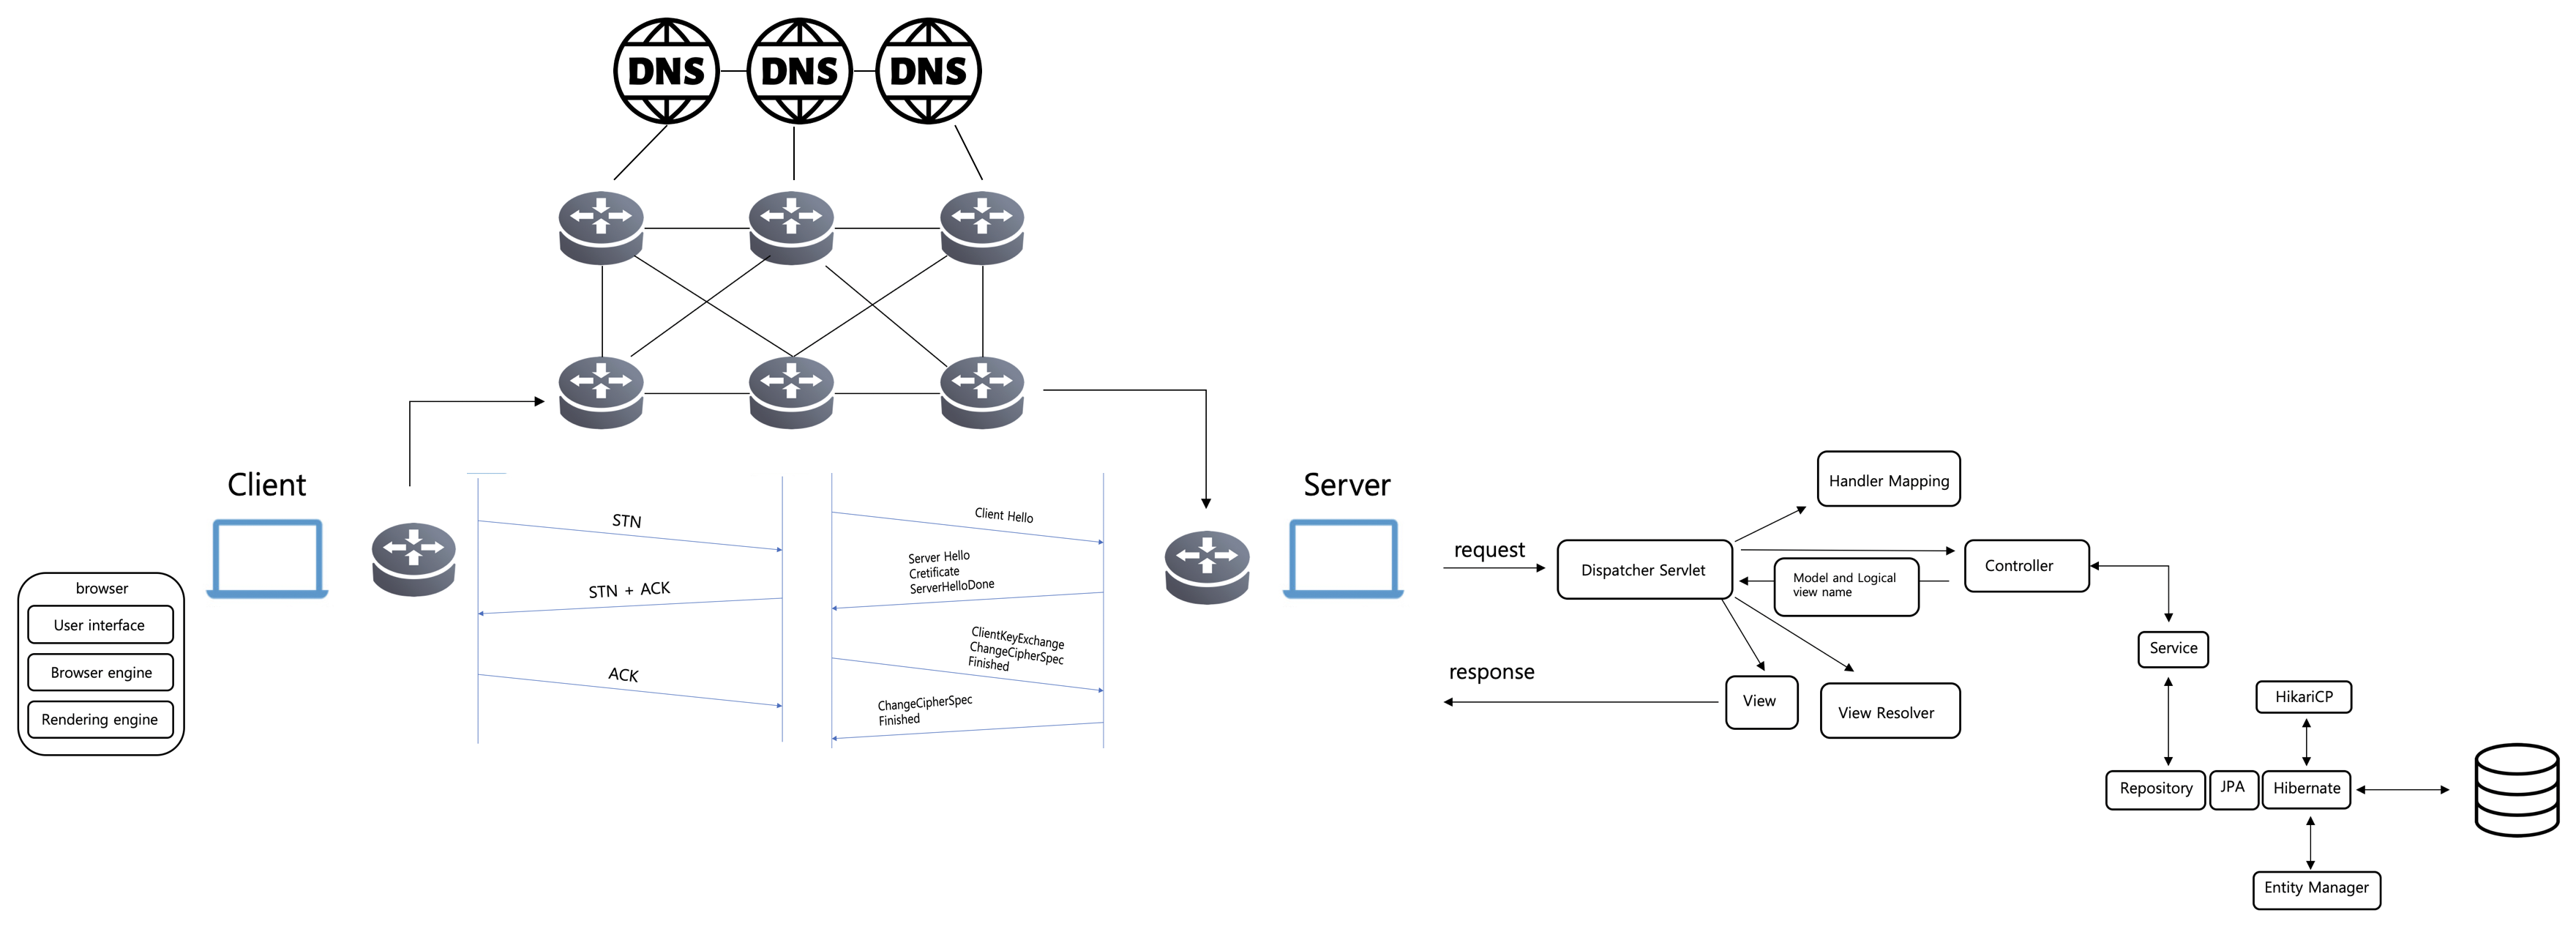 DNS
DNS
DNS
Client
browser
User interface
Browser engine
Rendering engine
STN
STN + ACK
ACK
Client Hello
Server Hello
Cretificate
ServerHelloDone
ClientKeyExchange
ChangeCipherSpec
Finished
ChangeCipherSpec
Finished
Server
request
response
Dispatcher Servlet
Handler Mapping
Model and Logical
view name
Controller
View
View Resolver
Service
HikariCP
Repository
JPA
Hibernate
Entity Manager